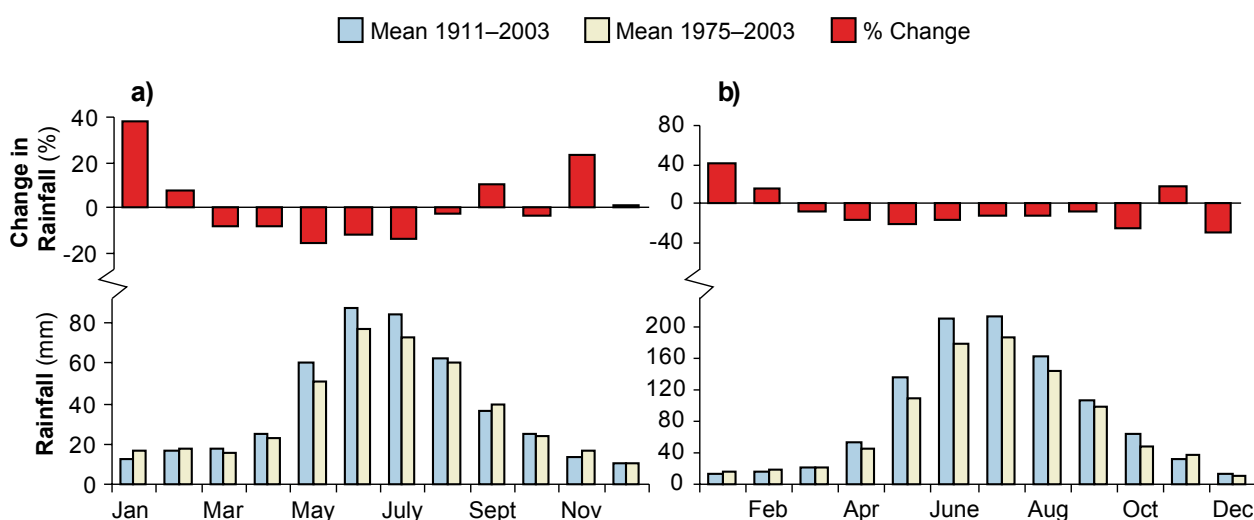 Mean 1911–2003 Mean 1975–2003 % Change
a)
40
20
0
-20
Change in
Rainfall (%)
80
60
40
20
0
Rainfall (mm)
Jan Mar May July Sept Nov
b)
80
40
0
-40
200
160
120
80
40
0
Feb Apr June Aug Oct Dec